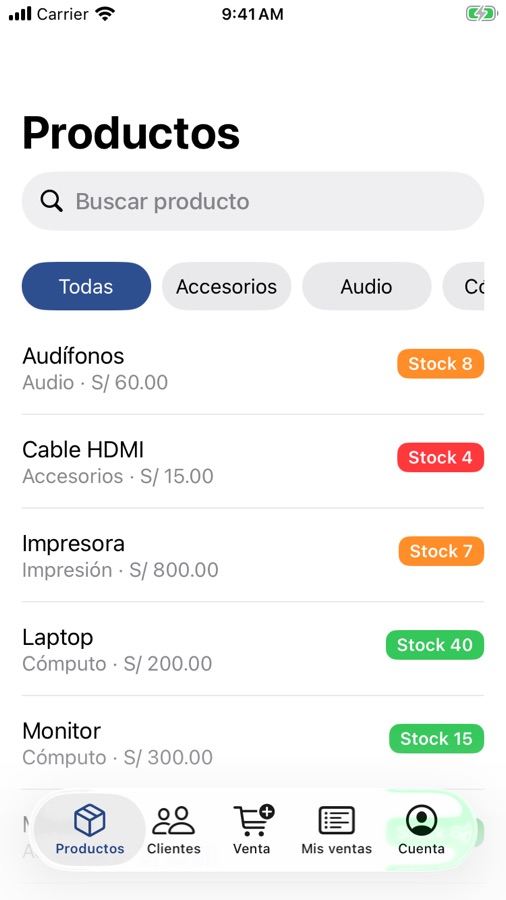 Carrier 9:41 AM
Productos
Buscar producto
Todas Accesorios Audio
Audífonos
Audio · S/ 60.00
Stock 8
Cable HDMI
Accesorios · S/ 15.00
Stock 4
Impresora
Impresión · S/ 800.00
Stock 7
Laptop
Cómputo · S/ 200.00
Stock 40
Monitor
Cómputo · S/ 300.00
Stock 15
Productos Clientes Venta Mis ventas Cuenta